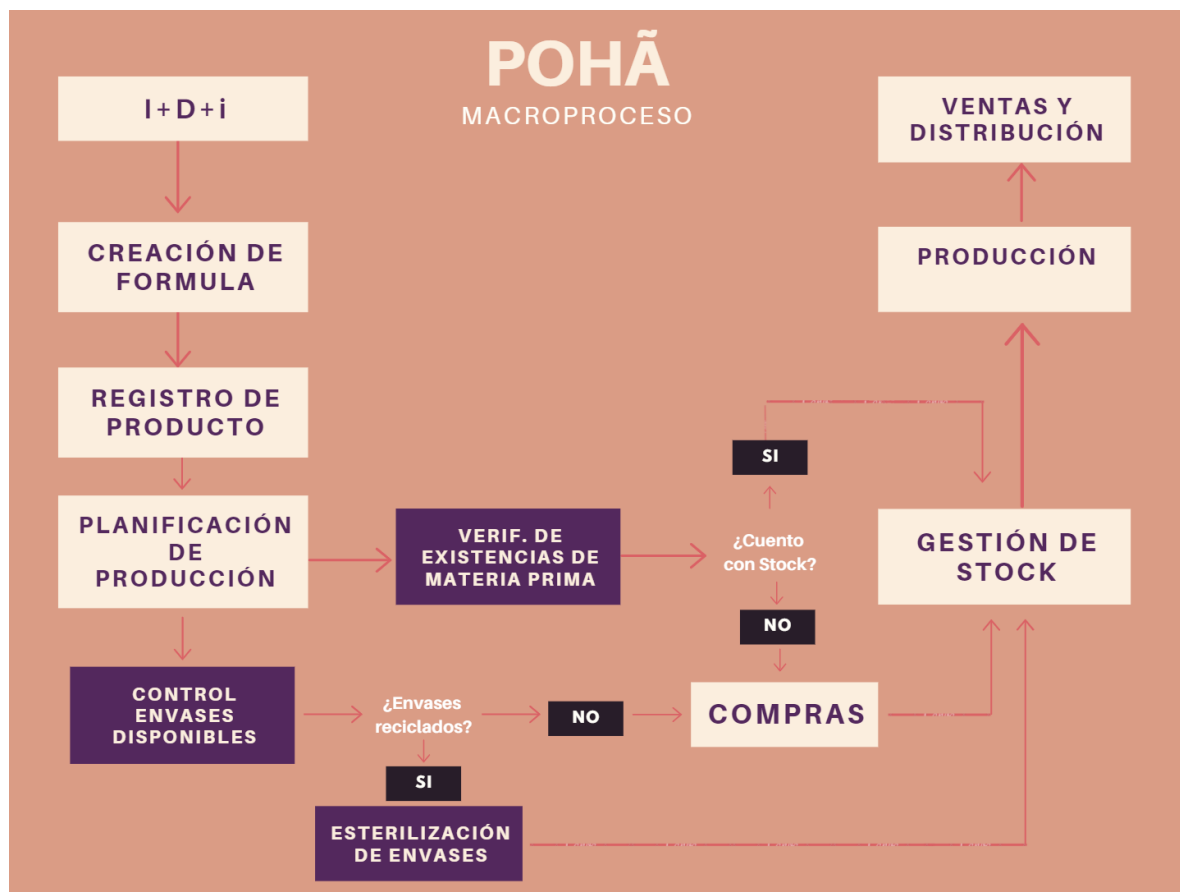 POHÃ
MACROPROCESO
I+D+i
CREACIÓN DE
FORMULA
REGISTRO DE
PRODUCTO
PLANIFICACIÓN
DE
PRODUCCIÓN
VERIF. DE
EXISTENCIAS DE
MATERIA PRIMA
¿Cuento
con Stock?
SI
NO
CONTROL
ENVASES
DISPONIBLES
¿Envases
reciclados?
NO
SI
ESTERILIZACIÓN
DE ENVASES
COMPRAS
GESTIÓN DE
STOCK
PRODUCCIÓN
VENTAS Y
DISTRIBUCIÓN